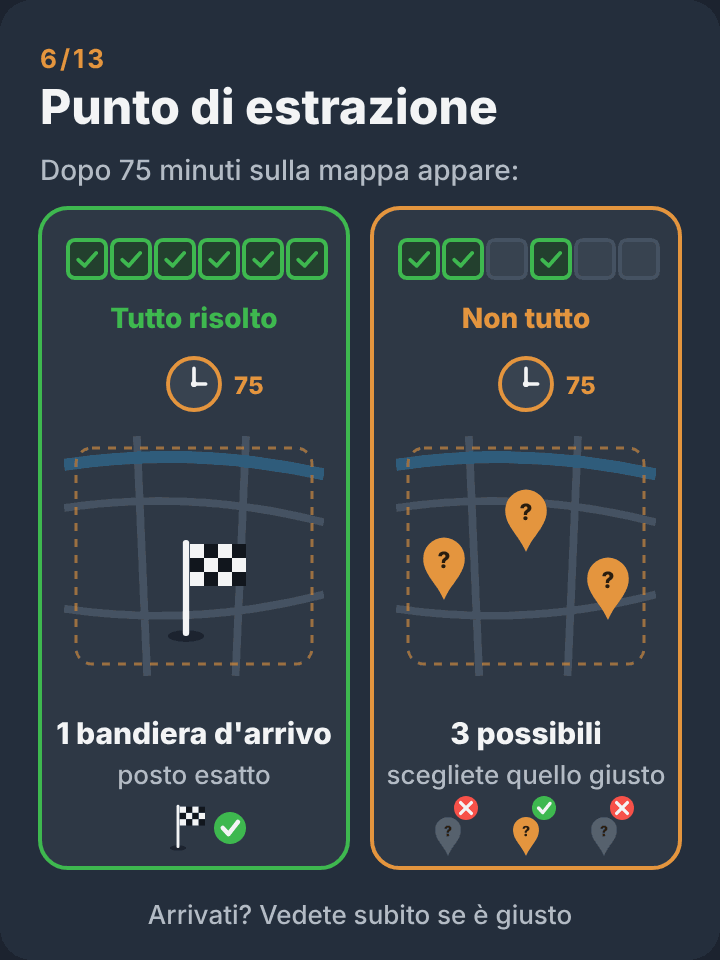 6/13
Punto di estrazione
Dopo 75 minuti sulla mappa appare:
Tutto risolto
75
1 bandiera d'arrivo
posto esatto
Non tutto
75
?
?
?
3 possibili
scegliete quello giusto
? ? ?
Arrivati? Vedete subito se è giusto